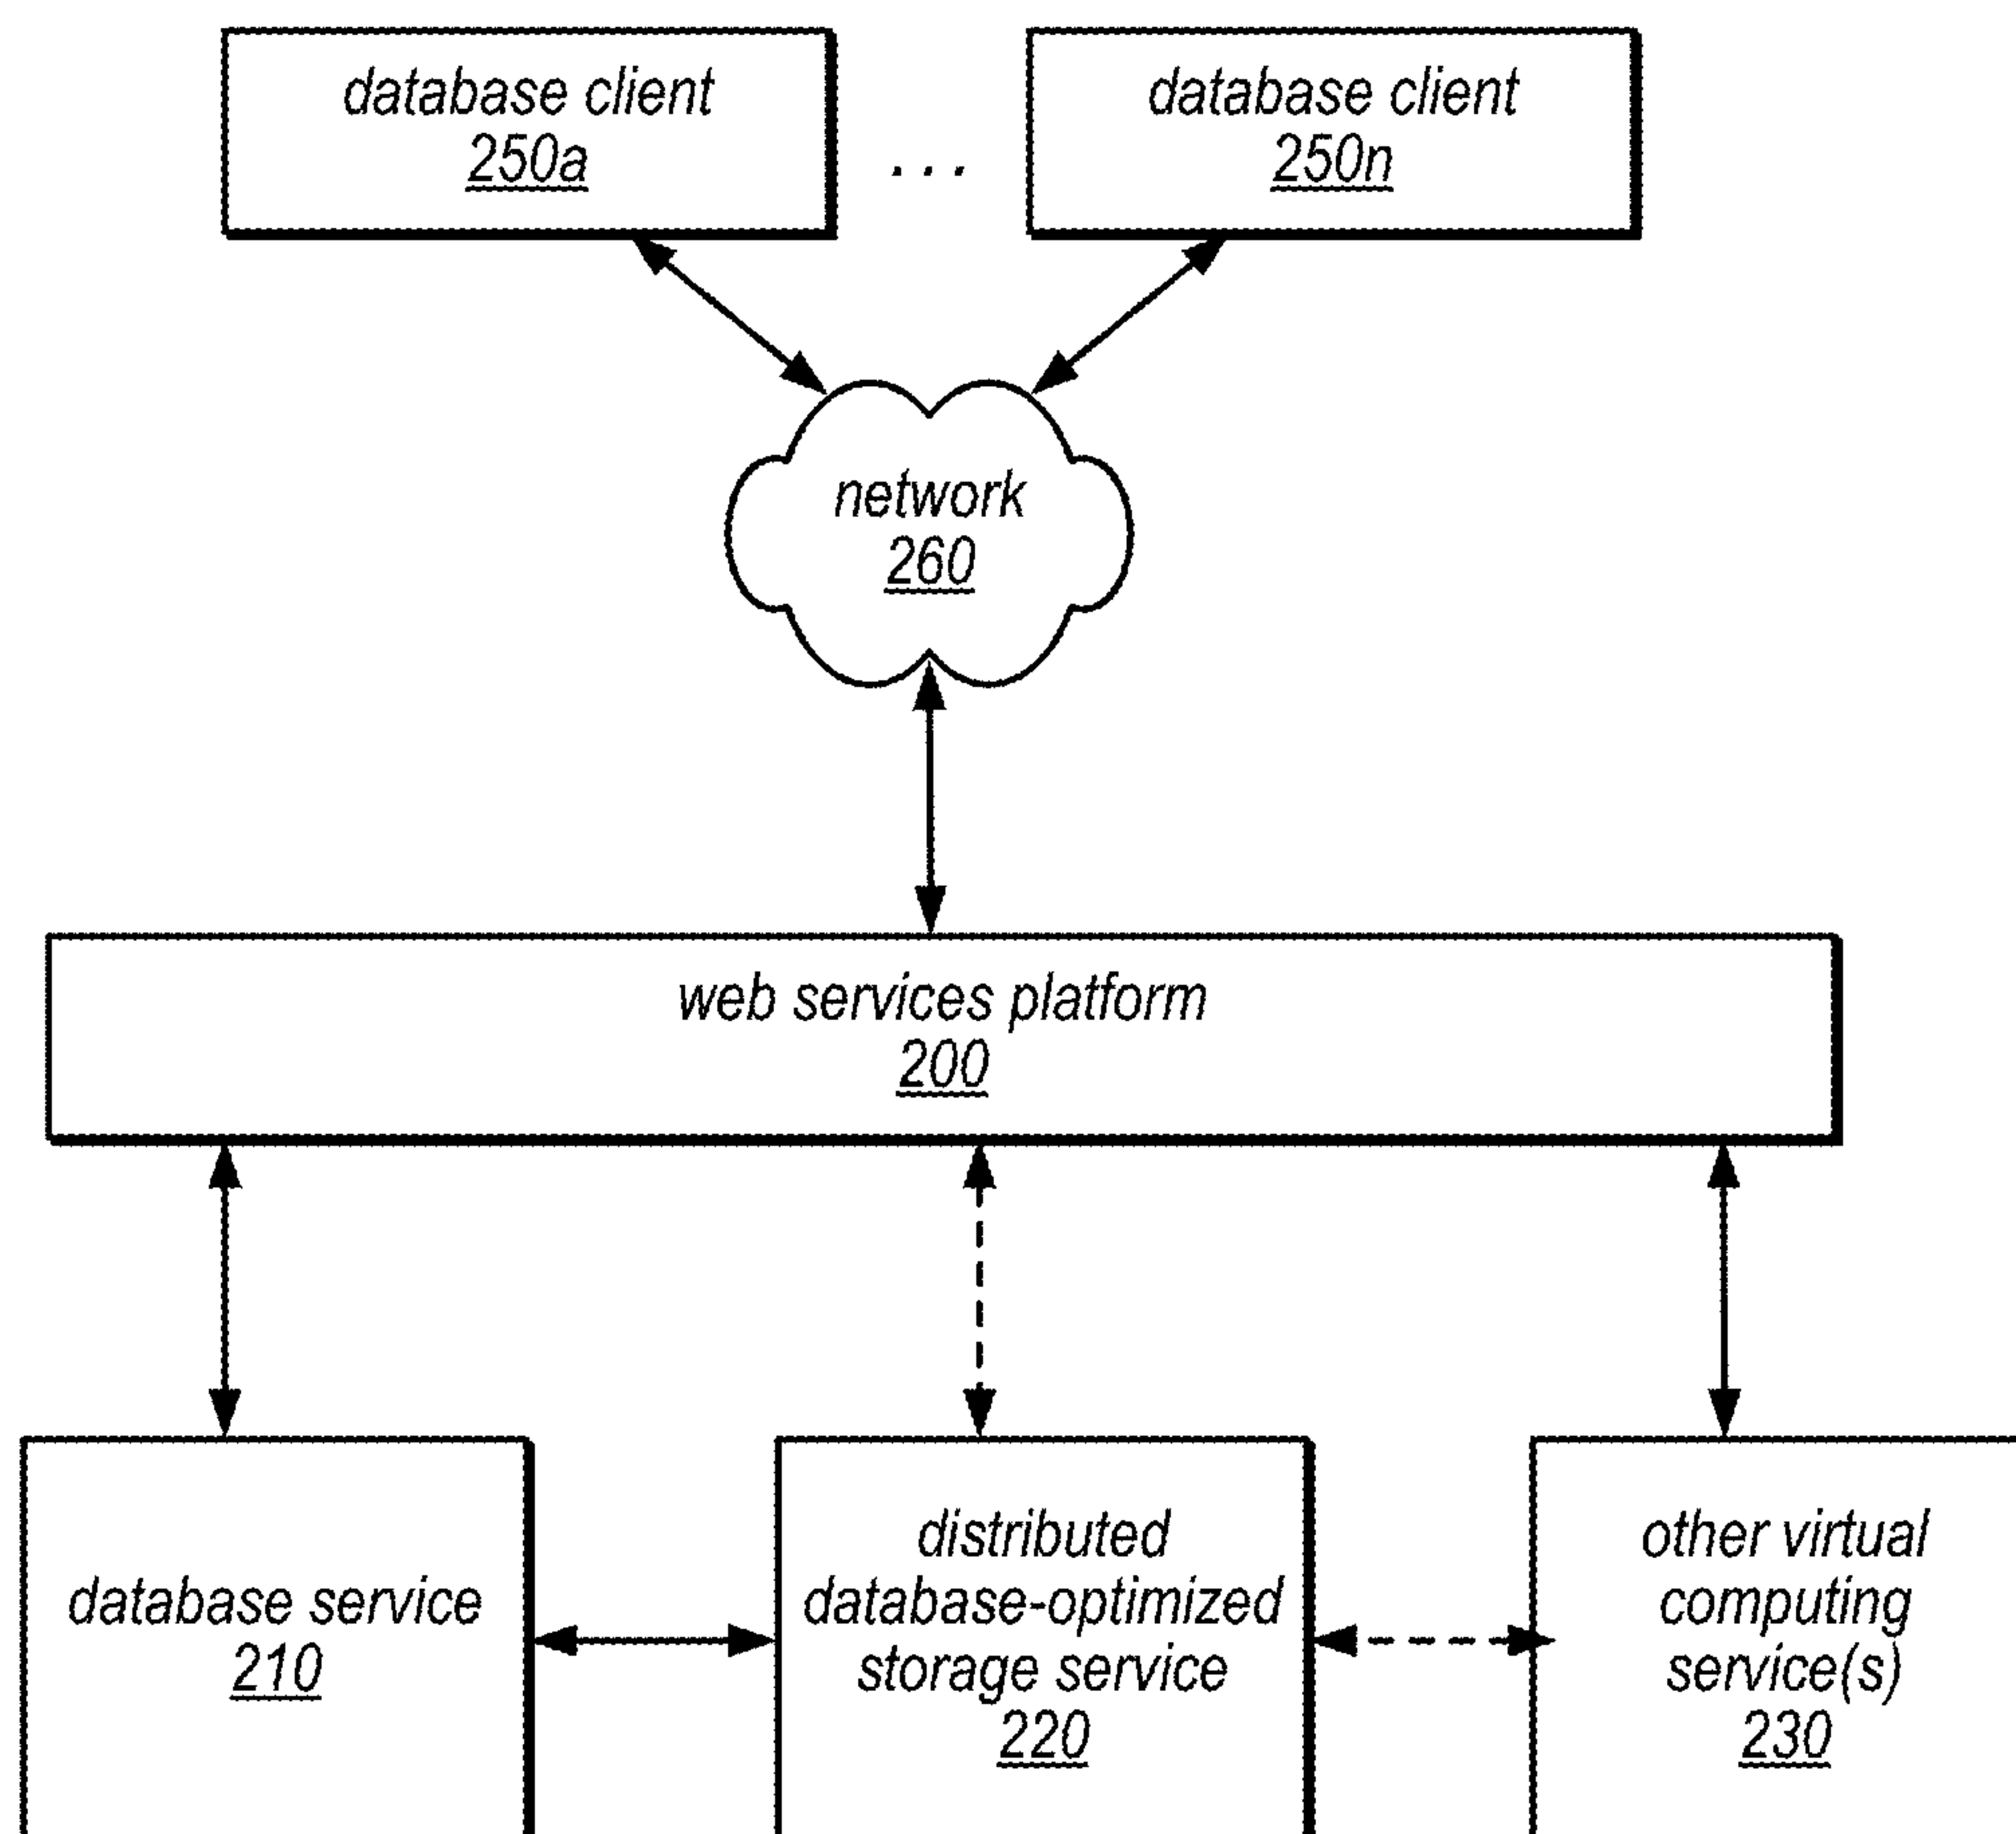 database client
250a
...
database client
250n
network
260
web services platform
200
database service
210
distributed
database-optimized
storage service
220
other virtual
computing
service(s)
230